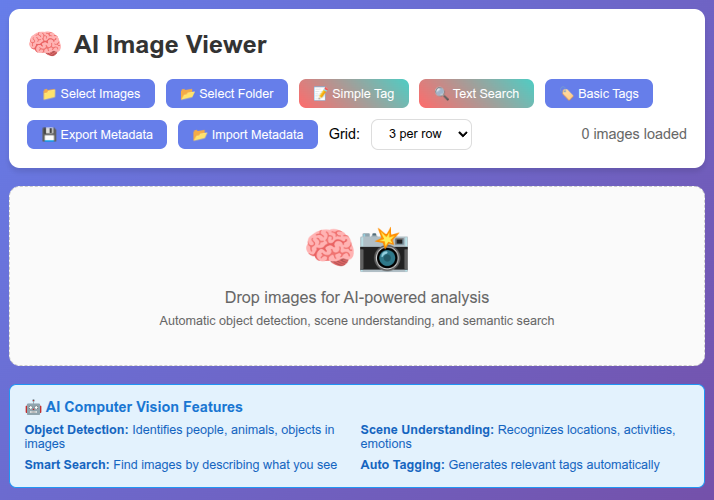 AI Image Viewer
Select Images
Select Folder
Simple Tag
Text Search
Basic Tags
Export Metadata
Import Metadata
Grid:
3 per row
0 images loaded
Drop images for AI-powered analysis
Automatic object detection, scene understanding, and semantic search
AI Computer Vision Features
Object Detection: Identifies people, animals, objects in
images
Scene Understanding: Recognizes locations, activities,
emotions
Smart Search: Find images by describing what you see
Auto Tagging: Generates relevant tags automatically